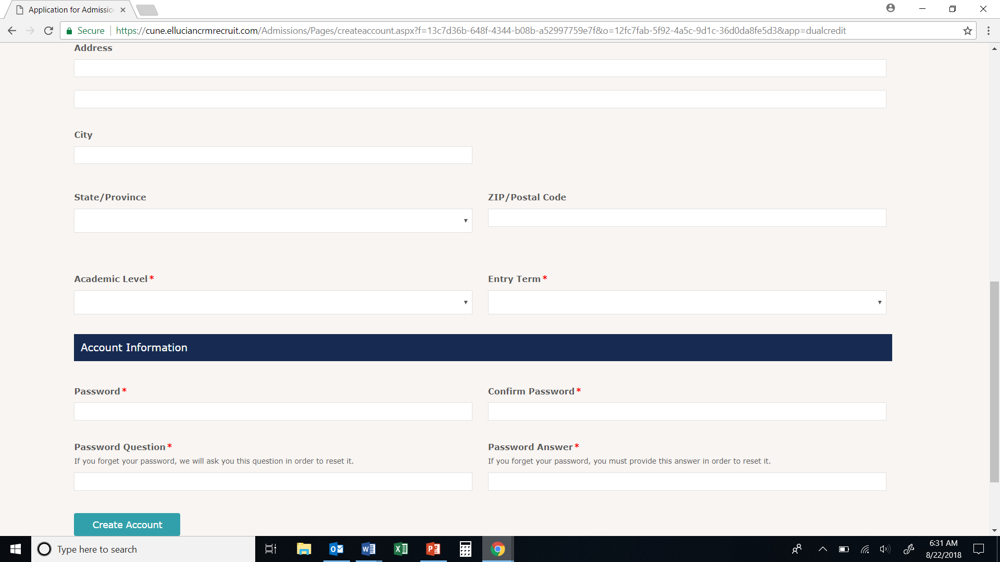 Application for Admissio
Secure https://cune.elluciancrmrecruit.com/Admissions/Pages/createaccount.aspx?f=13c7d36b-648f-4344-b08b-a52997759e7f&o=12fc7fab-5f92-4a5c-9d1c-36d0da8fe5d3&app=dualcredit
Address
City
State/Province ZIP/Postal Code
Academic Level* Entry Term*
Account Information
Password* Confirm Password*
Password Question* Password Answer*
If you forget your password, we will ask you this question in order to reset it. If you forget your password, you must provide this answer in order to reset it.
Create Account
Type here to search
6:31 AM
8/22/2018